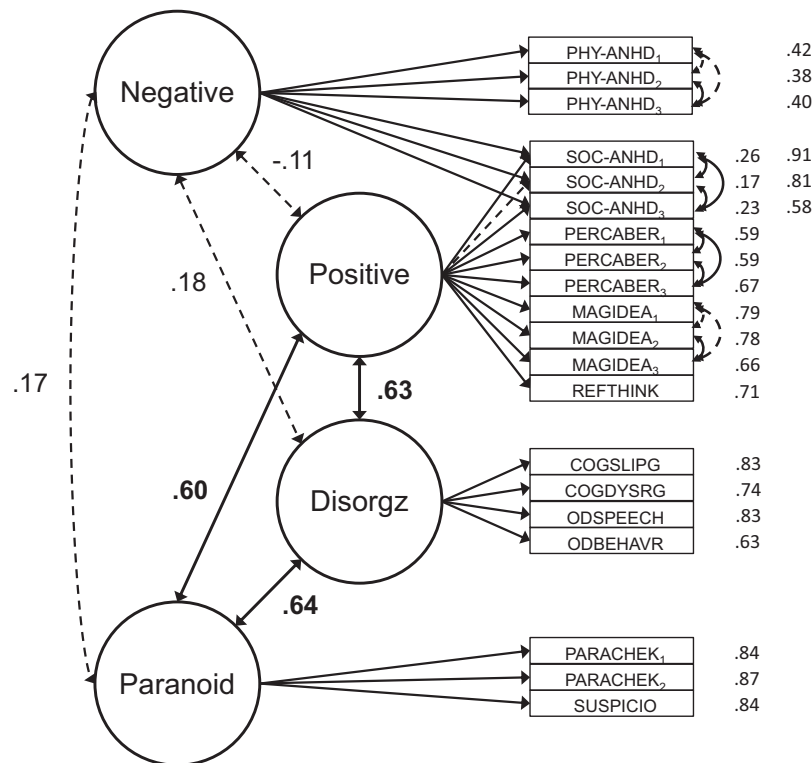 Negative
PHY-ANHD₁ .42
PHY-ANHD₂ .38
PHY-ANHD₃ .40
-.11
SOC-ANHD₁ .26 .91
SOC-ANHD₂ .17 .81
SOC-ANHD₃ .23 .58
PERCABER₁ .59
PERCABER₂ .59
PERCABER₃ .67
MAGIDEA₁ .79
MAGIDEA₂ .78
MAGIDEA₃ .66
REFTHINK .71
Positive
.18
.17
.63
.60
Disorgz
COGSLIPG .83
COGDYSRG .74
ODSPEECH .83
ODBEHAVR .63
.64
Paranoid
PARACHEK₁ .84
PARACHEK₂ .87
SUSPICIO .84